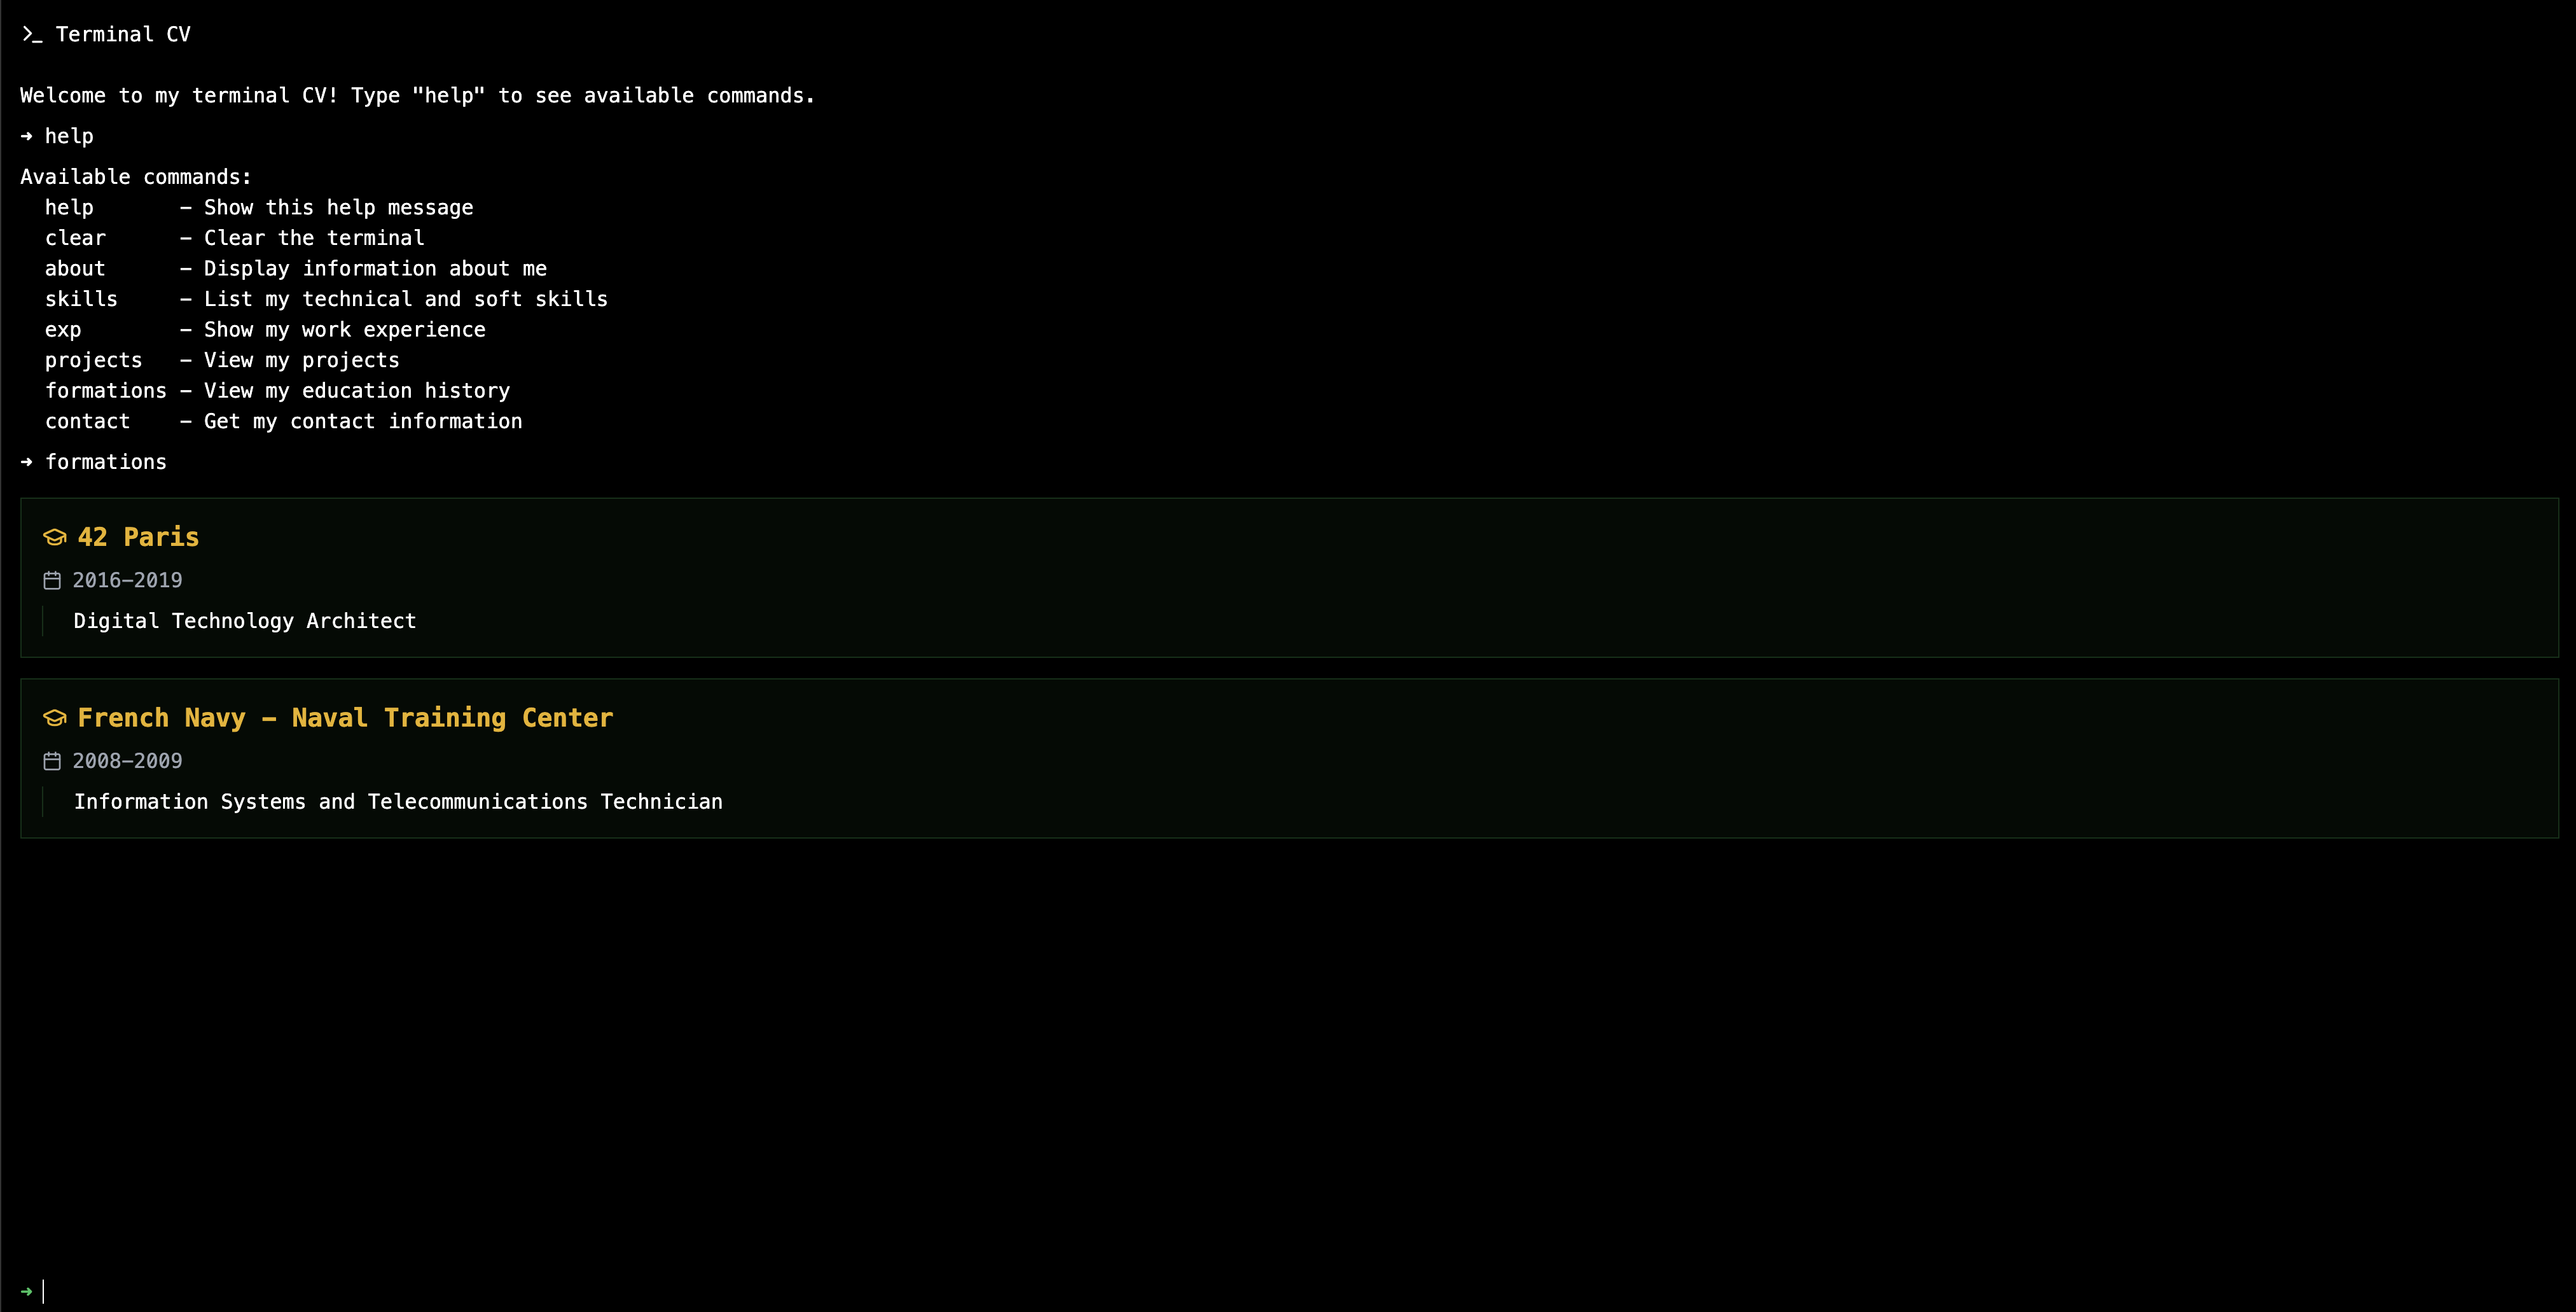 >_ Terminal CV
Welcome to my terminal CV! Type "help" to see available commands.
→ help
Available commands:
  help       - Show this help message
  clear      - Clear the terminal
  about      - Display information about me
  skills     - List my technical and soft skills
  exp        - Show my work experience
  projects   - View my projects
  formations - View my education history
  contact    - Get my contact information
→ formations
42 Paris
2016-2019
Digital Technology Architect
French Navy - Naval Training Center
2008-2009
Information Systems and Telecommunications Technician
→